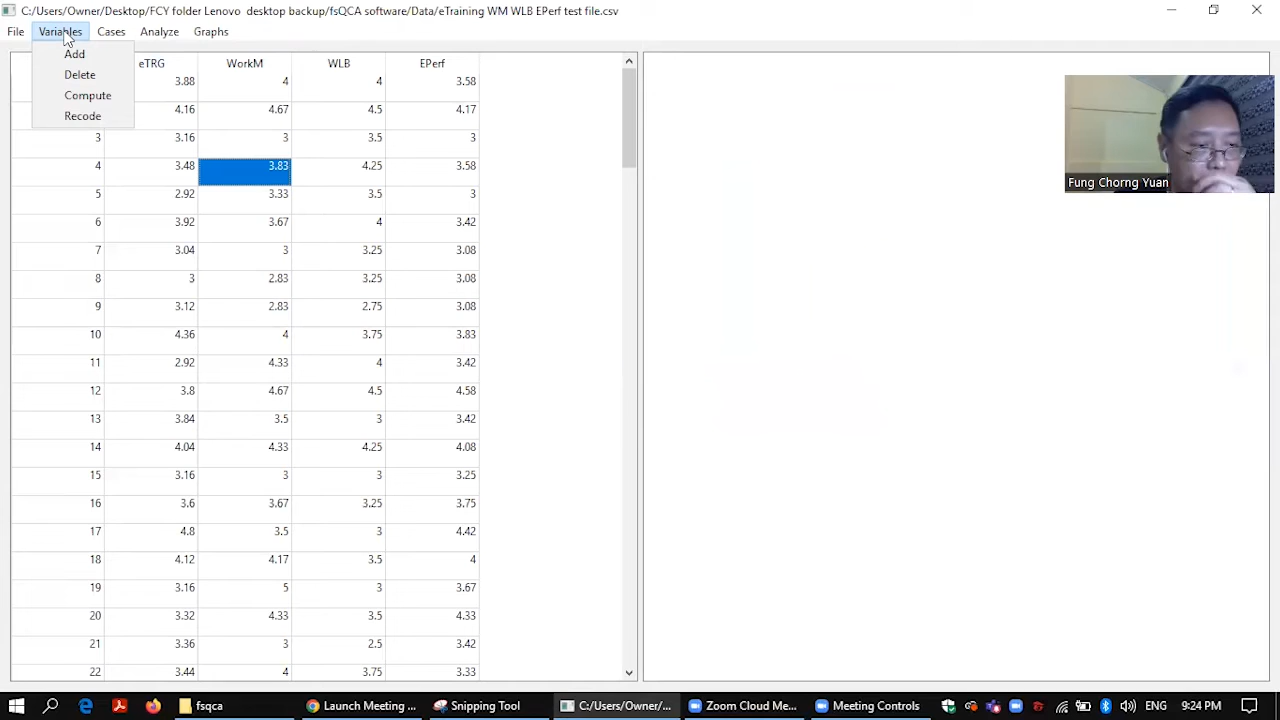 C:/Users/Owner/Desktop/FCY folder Lenovo  desktop backup/fsQCA software/Data/eTraining WM WLB EPerf test file.csv
File Variables Cases Analyze Graphs
Add
Delete
Compute
Recode
eTRG WorkM WLB EPerf
3.88 4 4 3.58
4.16 4.67 4.5 4.17
3 3.16 3 3.5 3
4 3.48 3.83 4.25 3.58
5 2.92 3.33 3.5 3
6 3.92 3.67 4 3.42
7 3.04 3 3.25 3.08
8 3 2.83 3.25 3.08
9 3.12 2.83 2.75 3.08
10 4.36 4 3.75 3.83
11 2.92 4.33 4 3.42
12 3.8 4.67 4.5 4.58
13 3.84 3.5 3 3.42
14 4.04 4.33 4.25 4.08
15 3.16 3 3 3.25
16 3.6 3.67 3.25 3.75
17 4.8 3.5 3 4.42
18 4.12 4.17 3.5 4
19 3.16 5 3 3.67
20 3.32 4.33 3.5 4.33
21 3.36 3 2.5 3.42
22 3.44 4 3.75 3.33
Fung Chorng Yuan
fsqca Launch Meeting ... Snipping Tool C:/Users/Owner/... Zoom Cloud Me... Meeting Controls ENG 9:24 PM